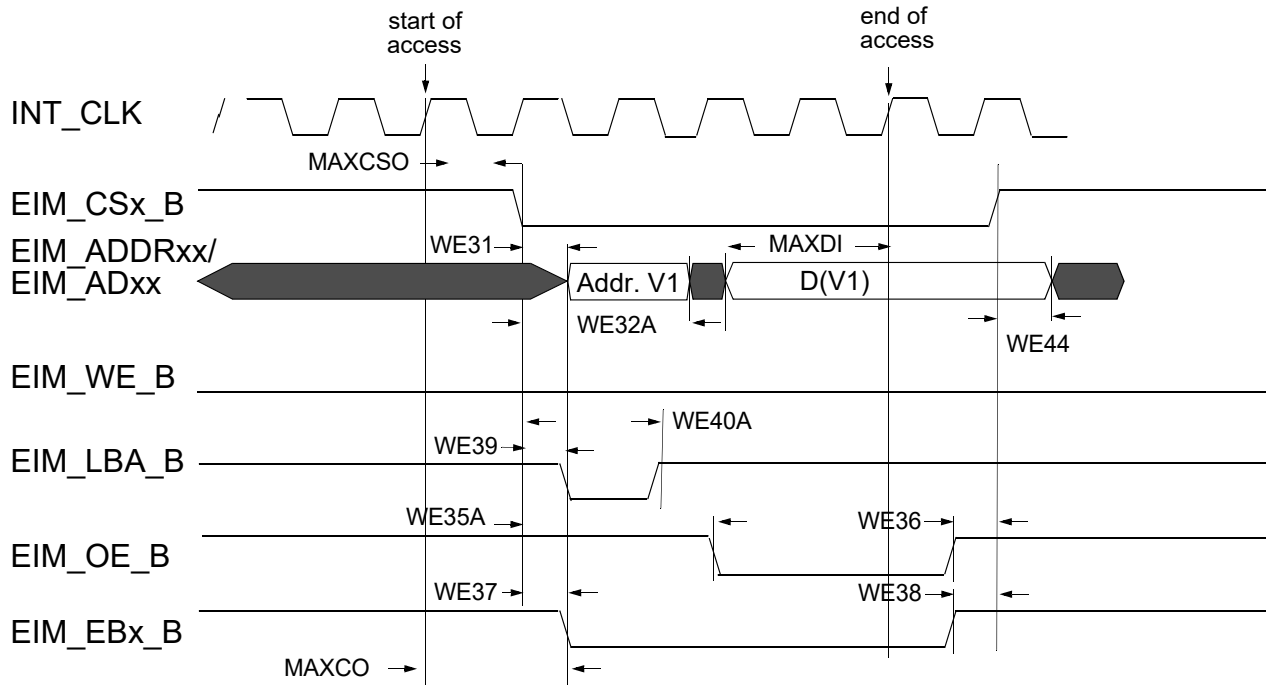 start of
access
end of
access
INT_CLK
MAXCSO
EIM_CSx_B
EIM_ADDRxx/
EIM_ADxx
WE31
MAXDI
Addr. V1
D(V1)
WE32A
WE44
EIM_WE_B
WE40A
WE39
EIM_LBA_B
WE35A
WE36
EIM_OE_B
WE37
WE38
EIM_EBx_B
MAXCO